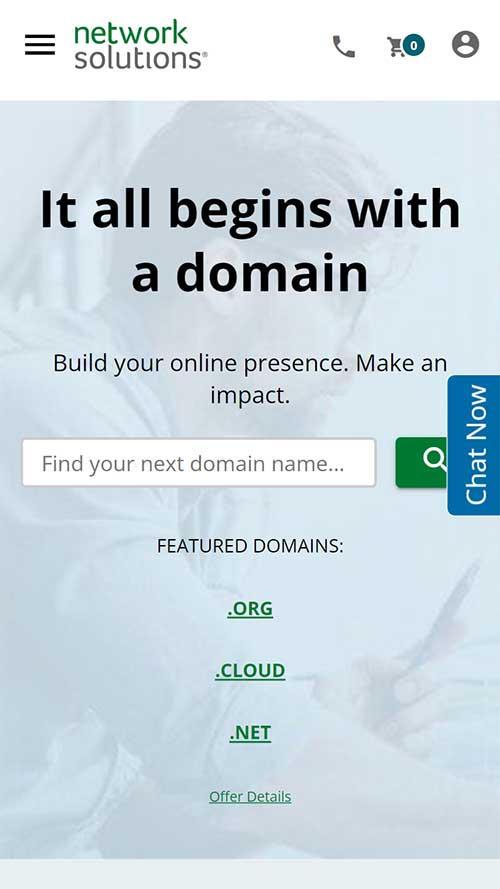 network
solutions®
0
It all begins with
a domain
Build your online presence. Make an
impact.
Find your next domain name...
Chat Now
FEATURED DOMAINS:
.ORG
.CLOUD
.NET
Offer Details